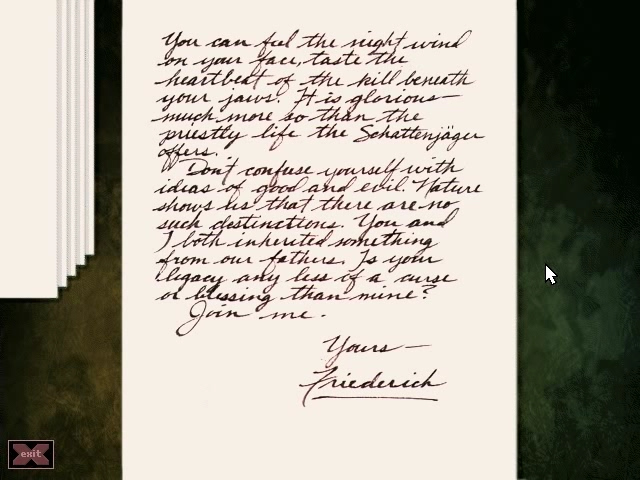 You can feel the night wind
on your face, taste the
heartbeat of the kill beneath
your jaws. It is glorious—
much more so than the
priestly life the Schattenjäger
offers.
Don't confuse yourself with
ideas of good and evil. Nature
shows us that there are no
such distinctions. You and
I both inherited something
from our fathers. Is your
legacy any less of a curse
or blessing than mine?
Join me.
Yours—
Friederich
exit